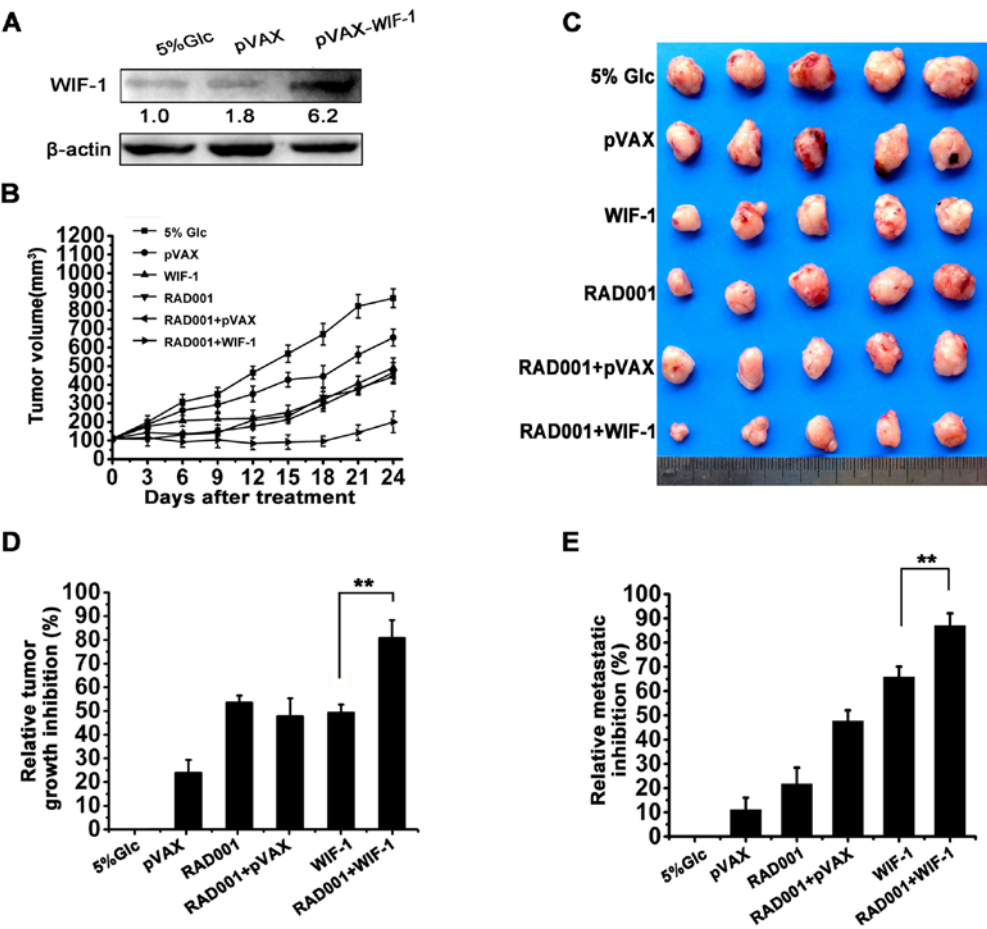 A
5%Glc pVAX pVAX-WIF-1
WIF-1
1.0 1.8 6.2
β-actin
B
1200
1100
1000
900
800
700
600
500
400
300
200
100
0
Tumor volume(mm³)
5% Glc
pVAX
WIF-1
RAD001
RAD001+pVAX
RAD001+WIF-1
0 3 6 9 12 15 18 21 24
Days after treatment
C
5% Glc
pVAX
WIF-1
RAD001
RAD001+pVAX
RAD001+WIF-1
D
100
90
80
70
60
50
40
30
20
10
0
Relative tumor
growth inhibition (%)
**
5%Glc pVAX RAD001 RAD001+pVAX WIF-1 RAD001+WIF-1
E
100
90
80
70
60
50
40
30
20
10
0
Relative metastatic
inhibition (%)
**
5%Glc pVAX RAD001 RAD001+pVAX WIF-1 RAD001+WIF-1